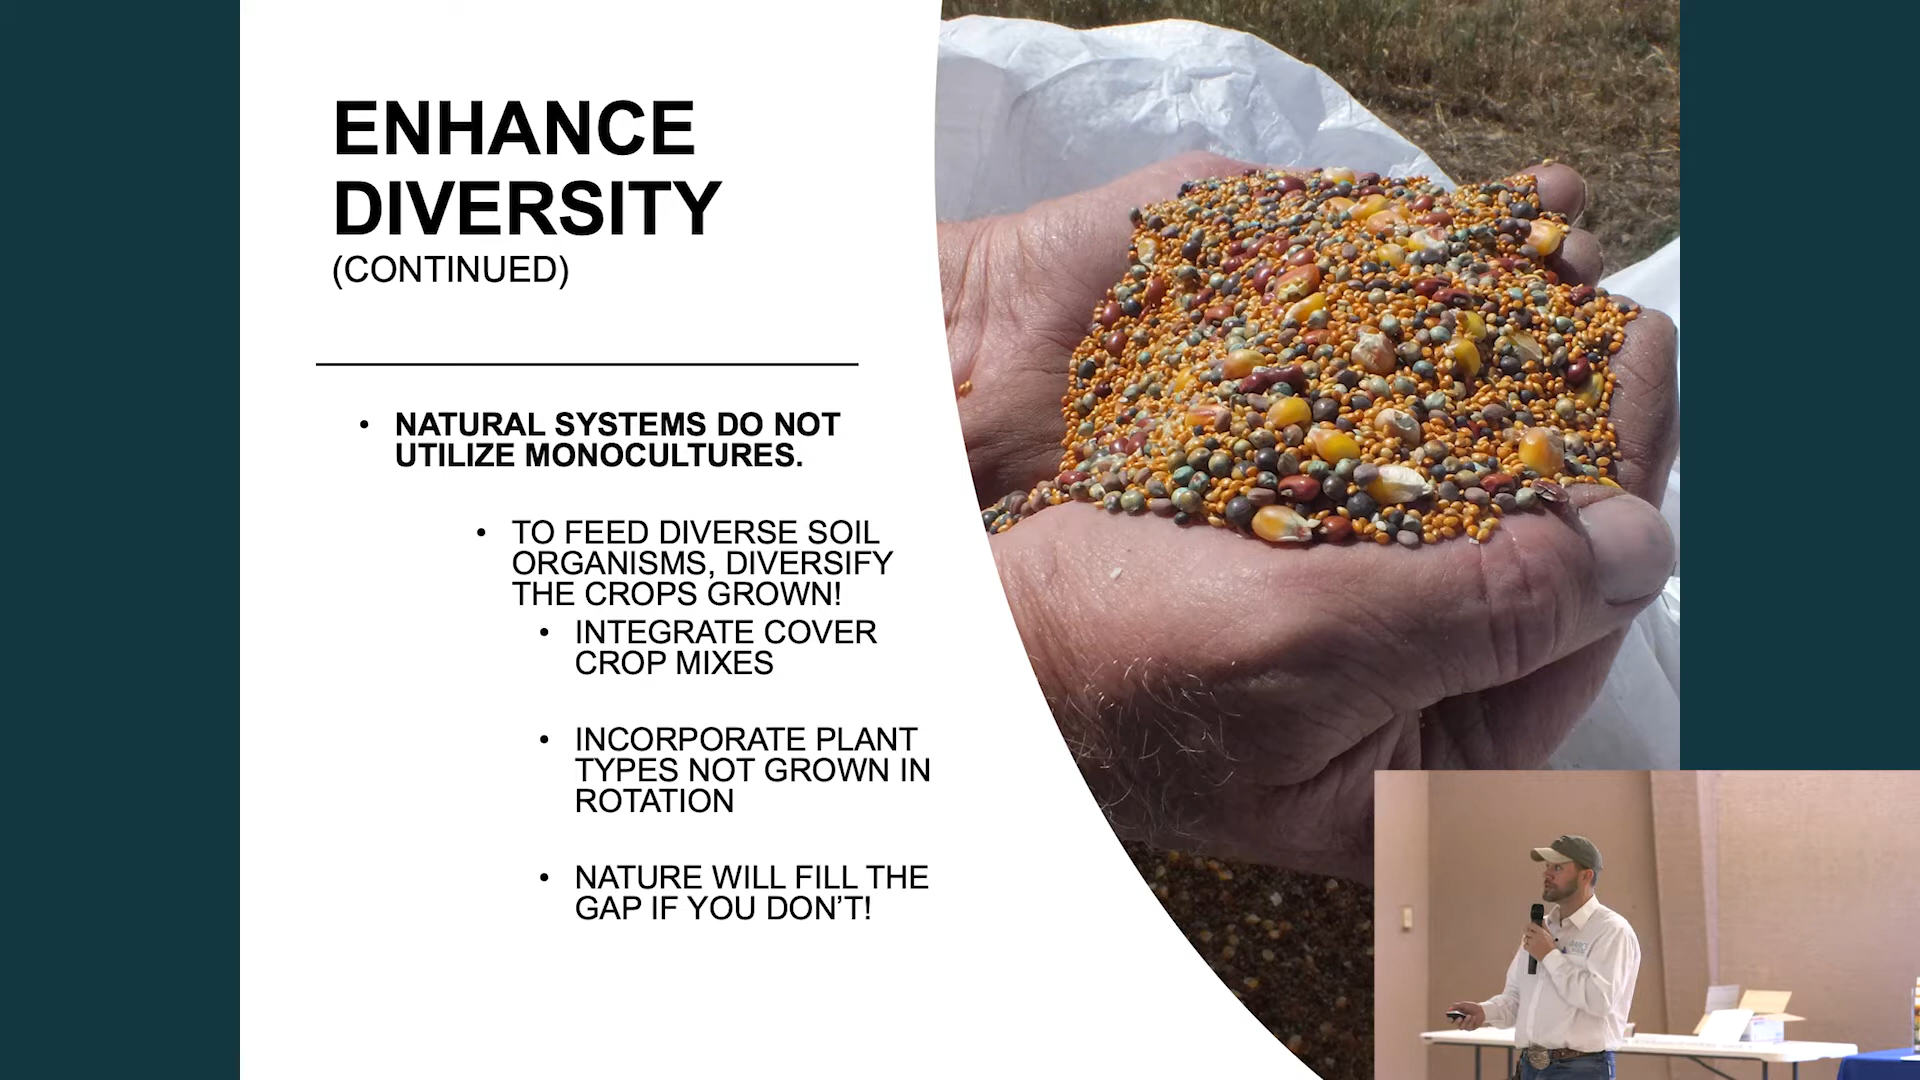 ENHANCE
DIVERSITY
(CONTINUED)
• NATURAL SYSTEMS DO NOT
UTILIZE MONOCULTURES.
• TO FEED DIVERSE SOIL
ORGANISMS, DIVERSIFY
THE CROPS GROWN!
• INTEGRATE COVER
CROP MIXES
• INCORPORATE PLANT
TYPES NOT GROWN IN
ROTATION
• NATURE WILL FILL THE
GAP IF YOU DON’T!